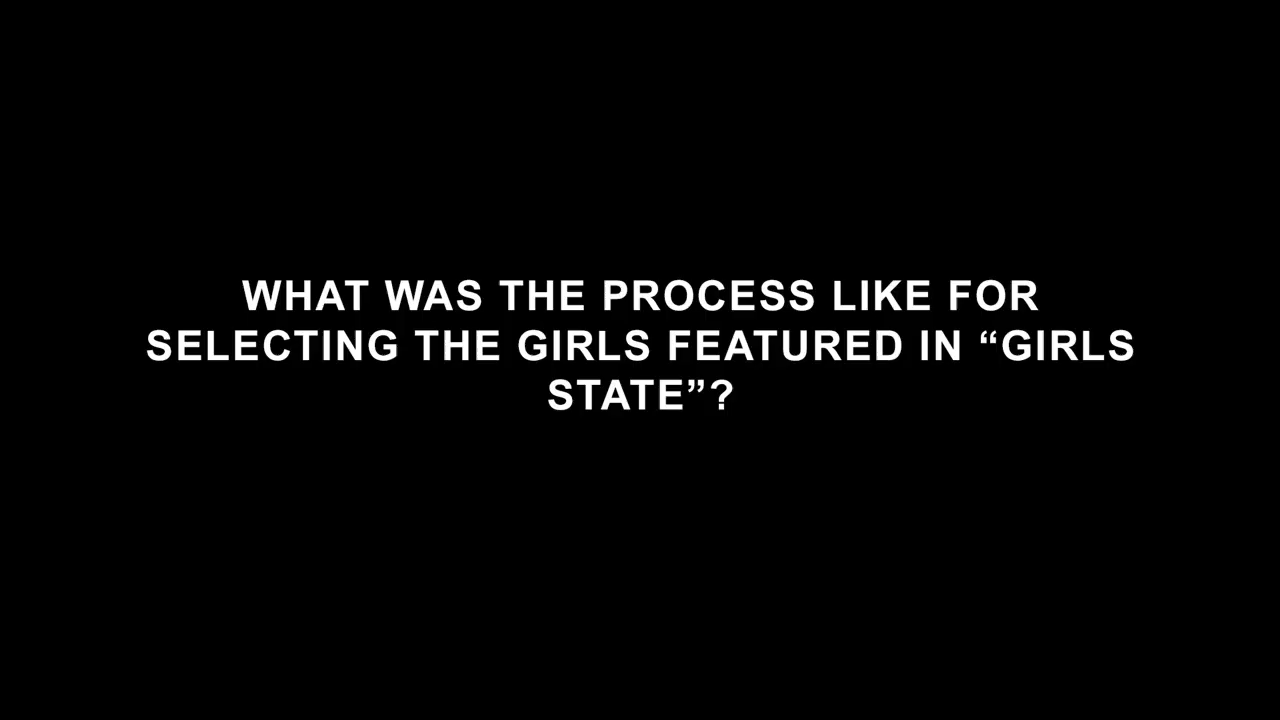 WHAT WAS THE PROCESS LIKE FOR
SELECTING THE GIRLS FEATURED IN “GIRLS
STATE”?